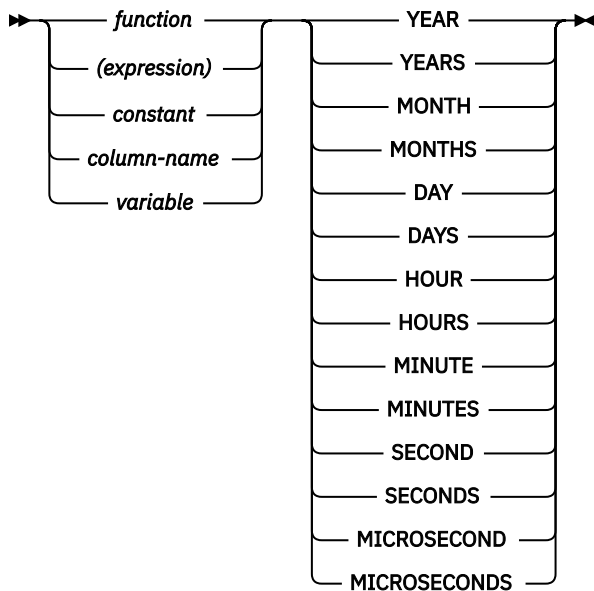 function
(expression)
constant
column-name
variable
YEAR
YEARS
MONTH
MONTHS
DAY
DAYS
HOUR
HOURS
MINUTE
MINUTES
SECOND
SECONDS
MICROSECOND
MICROSECONDS